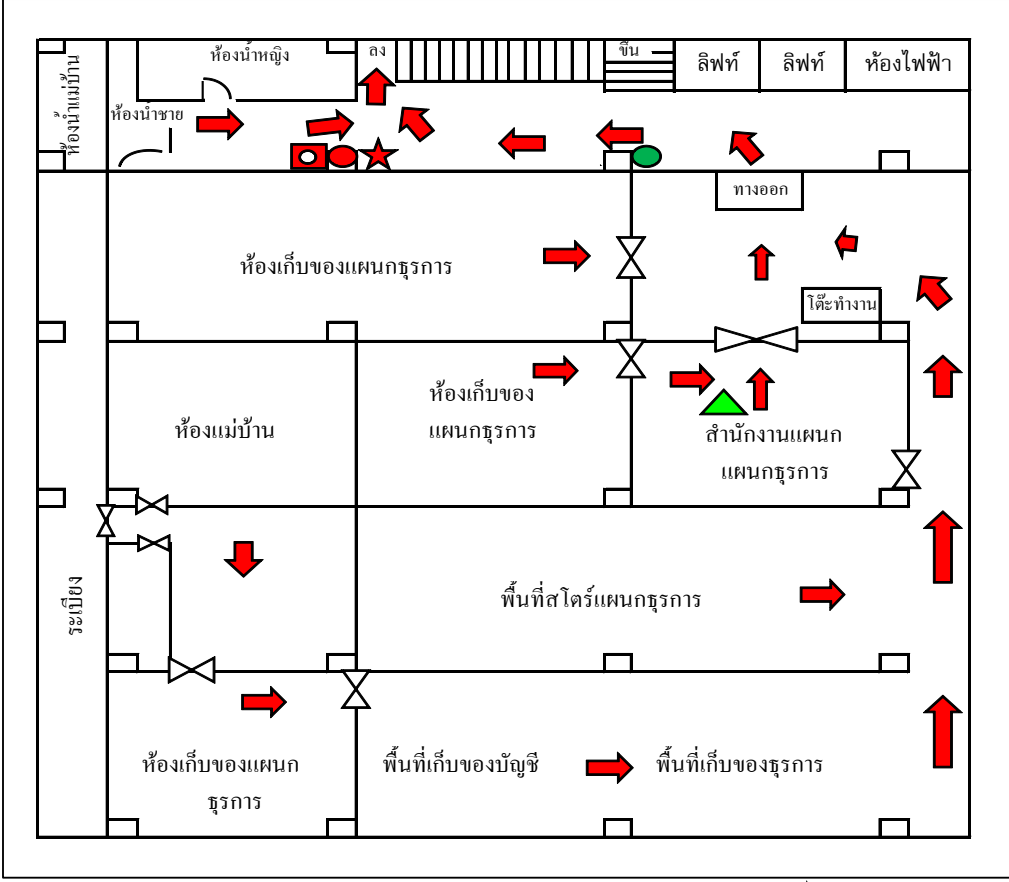 ห้องน้ำหญิง
ลง
ขึ้น
ลิฟท์
ลิฟท์
ห้องไฟฟ้า
ห้องน้ำแม่บ้าน
ห้องน้ำชาย
ทางออก
ห้องเก็บของแผนกธุรการ
โต๊ะทำงาน
ห้องแม่บ้าน
ห้องเก็บของ
แผนกธุรการ
สำนักงานแผนก
แผนกธุรการ
ระเบียง
พื้นที่สโตร์แผนกธุรการ
ห้องเก็บของแผนก
ธุรการ
พื้นที่เก็บของบัญชี
พื้นที่เก็บของธุรการ